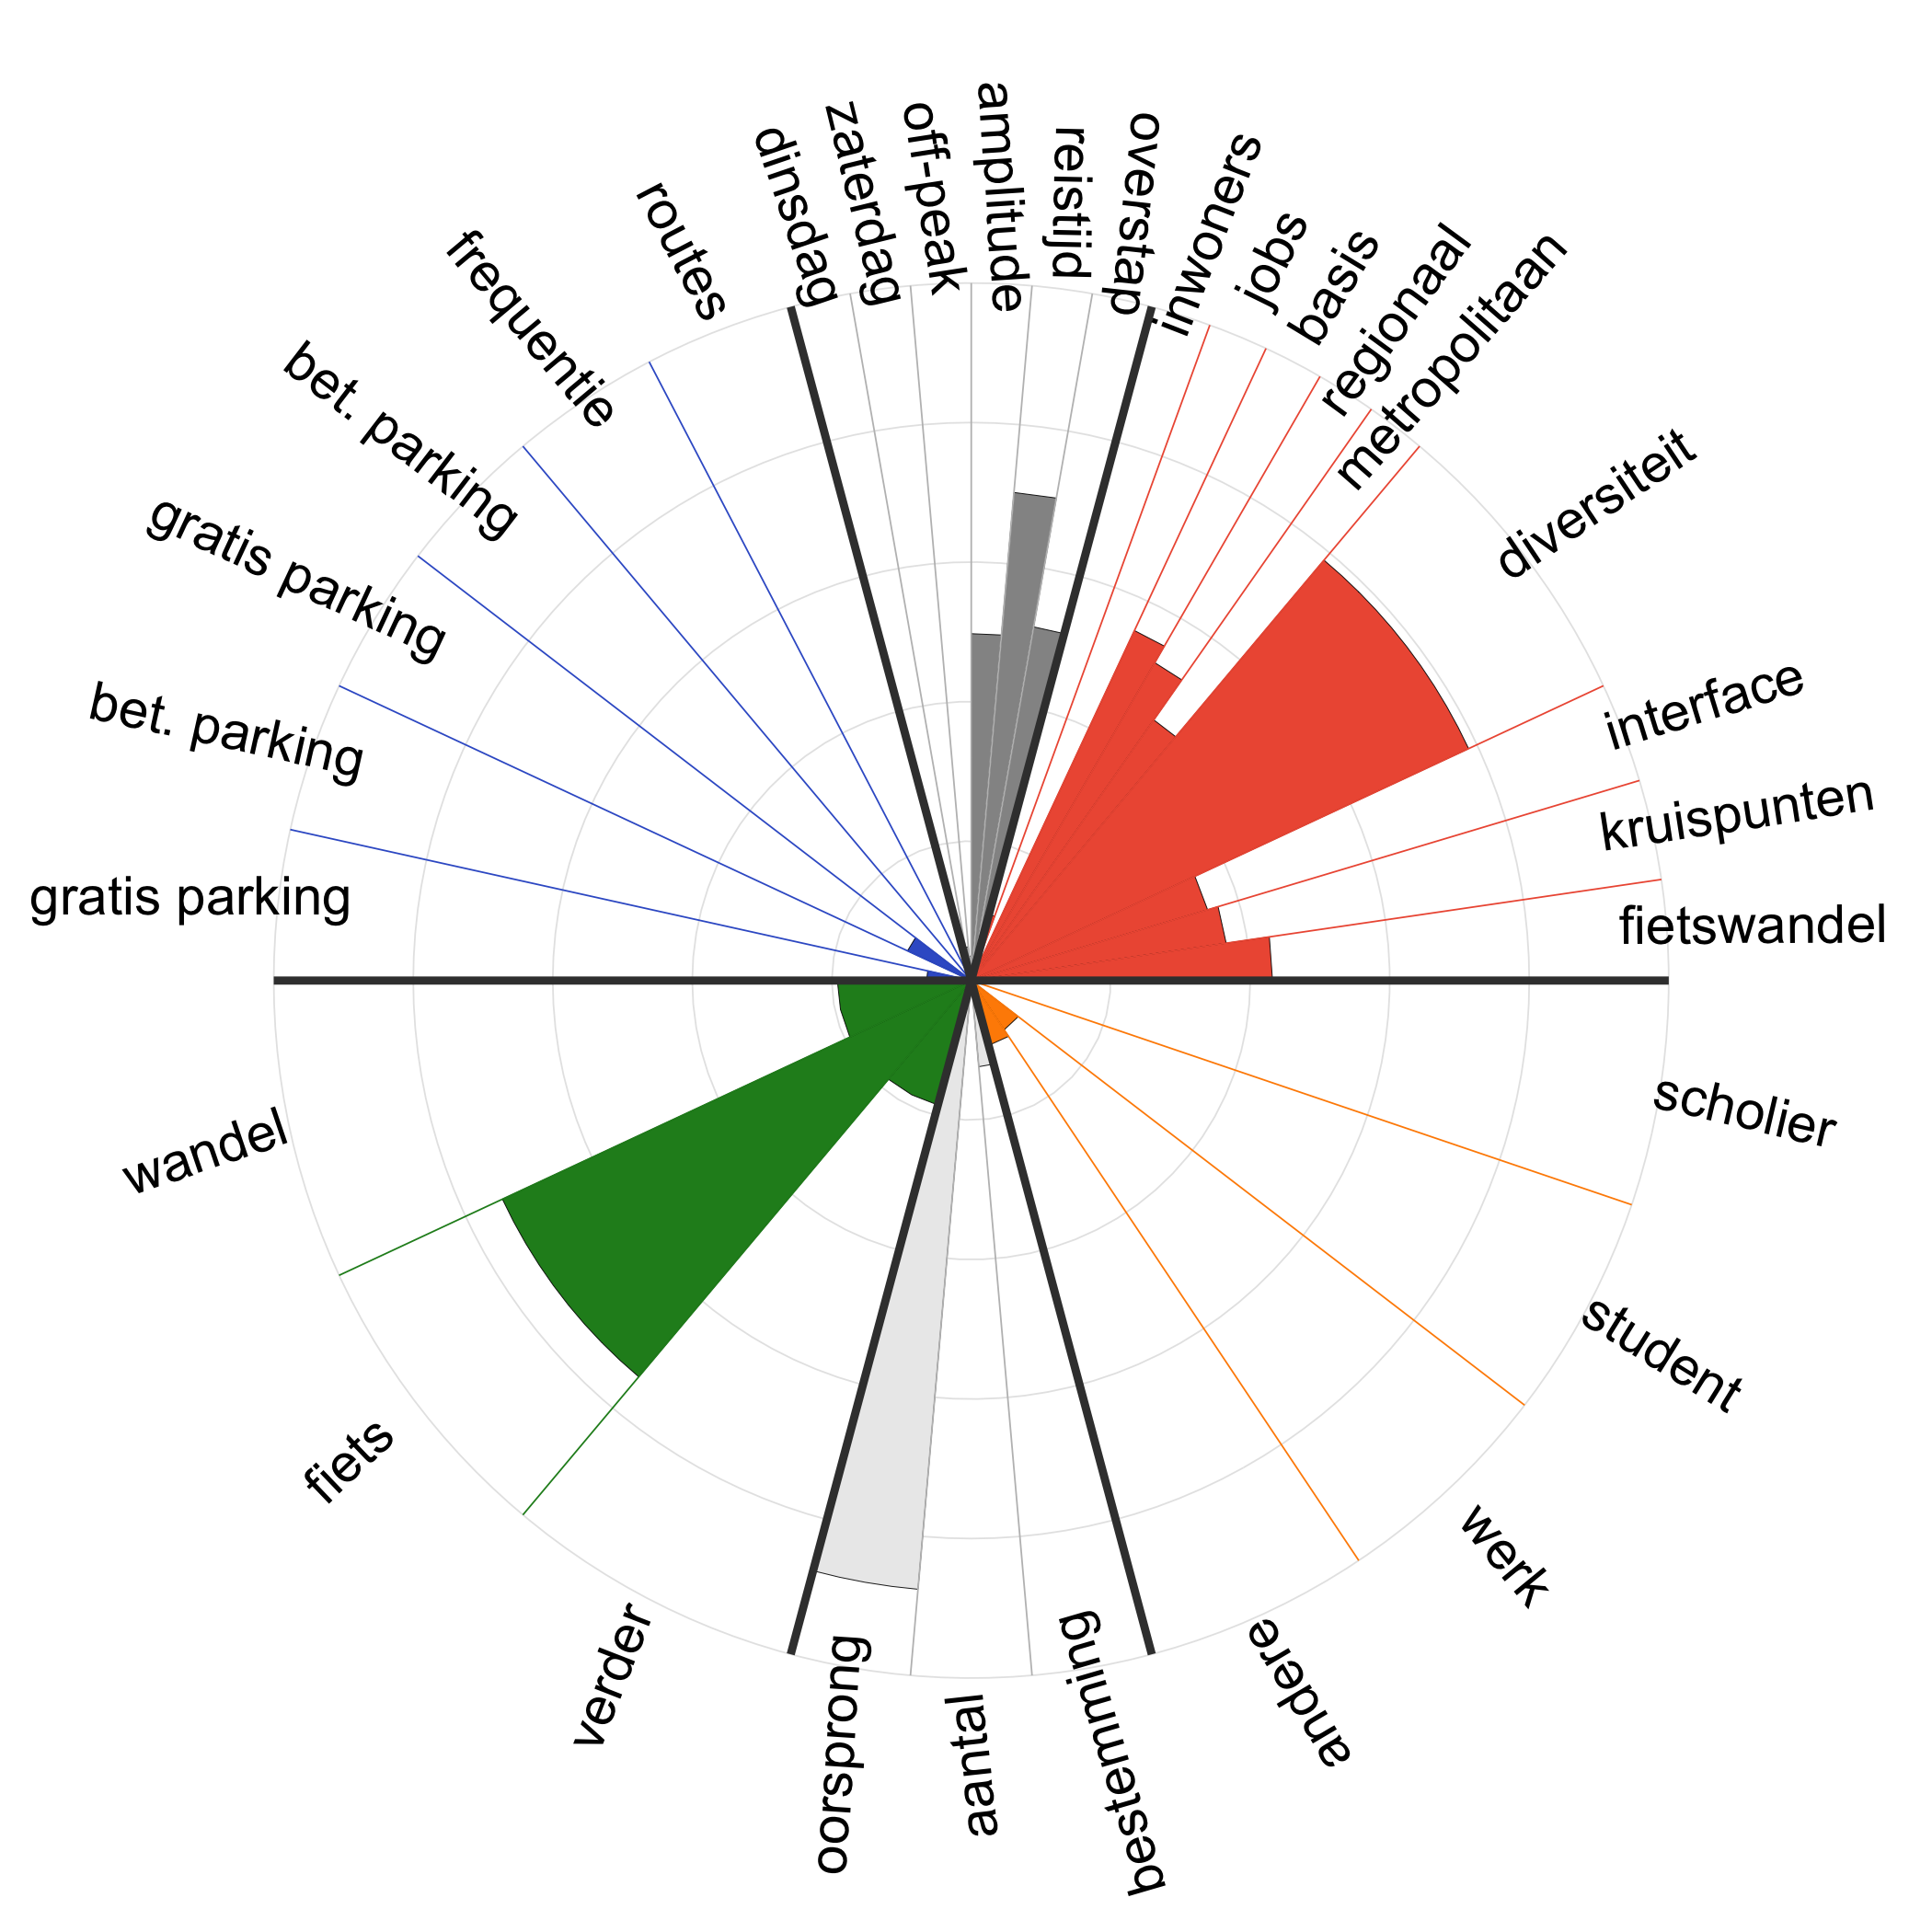 dinsdag
zaterdag
off-peak
amplitude
reistijd
overstap
inwoners
jobs
basis
regionaal
metropolitaan
diversiteit
interface
kruispunten
fietswandel
scholier
student
werk
andere
bestemming
aantal
oorsprong
verder
fiets
wandel
gratis parking
bet. parking
gratis parking
bet. parking
frequentie
routes